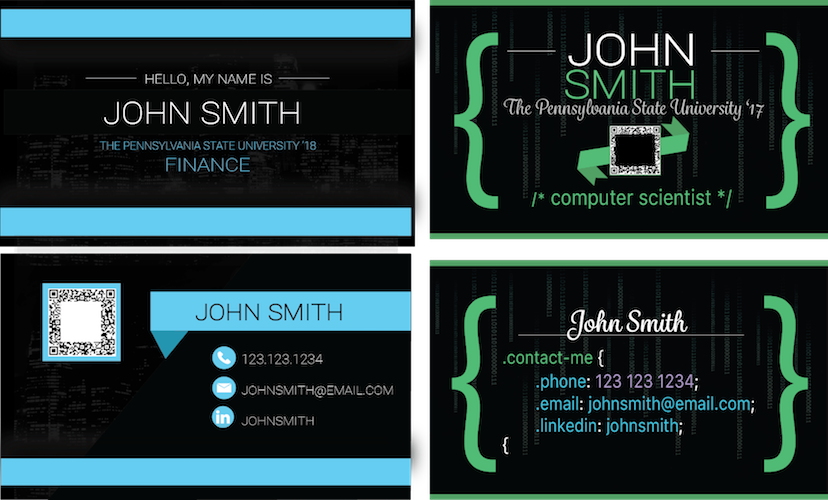 HELLO, MY NAME IS
JOHN SMITH
THE PENNSYLVANIA STATE UNIVERSITY '18
FINANCE
JOHN
SMITH
The Pennsylvania State University '17
/* computer scientist */
JOHN SMITH
123.123.1234
JOHNSMITH@EMAIL.COM
in JOHNSMITH
{ }
John Smith
.contact-me {
.phone: 123 123 1234;
.email: johnsmith@email.com;
.linkedin: johnsmith;
{